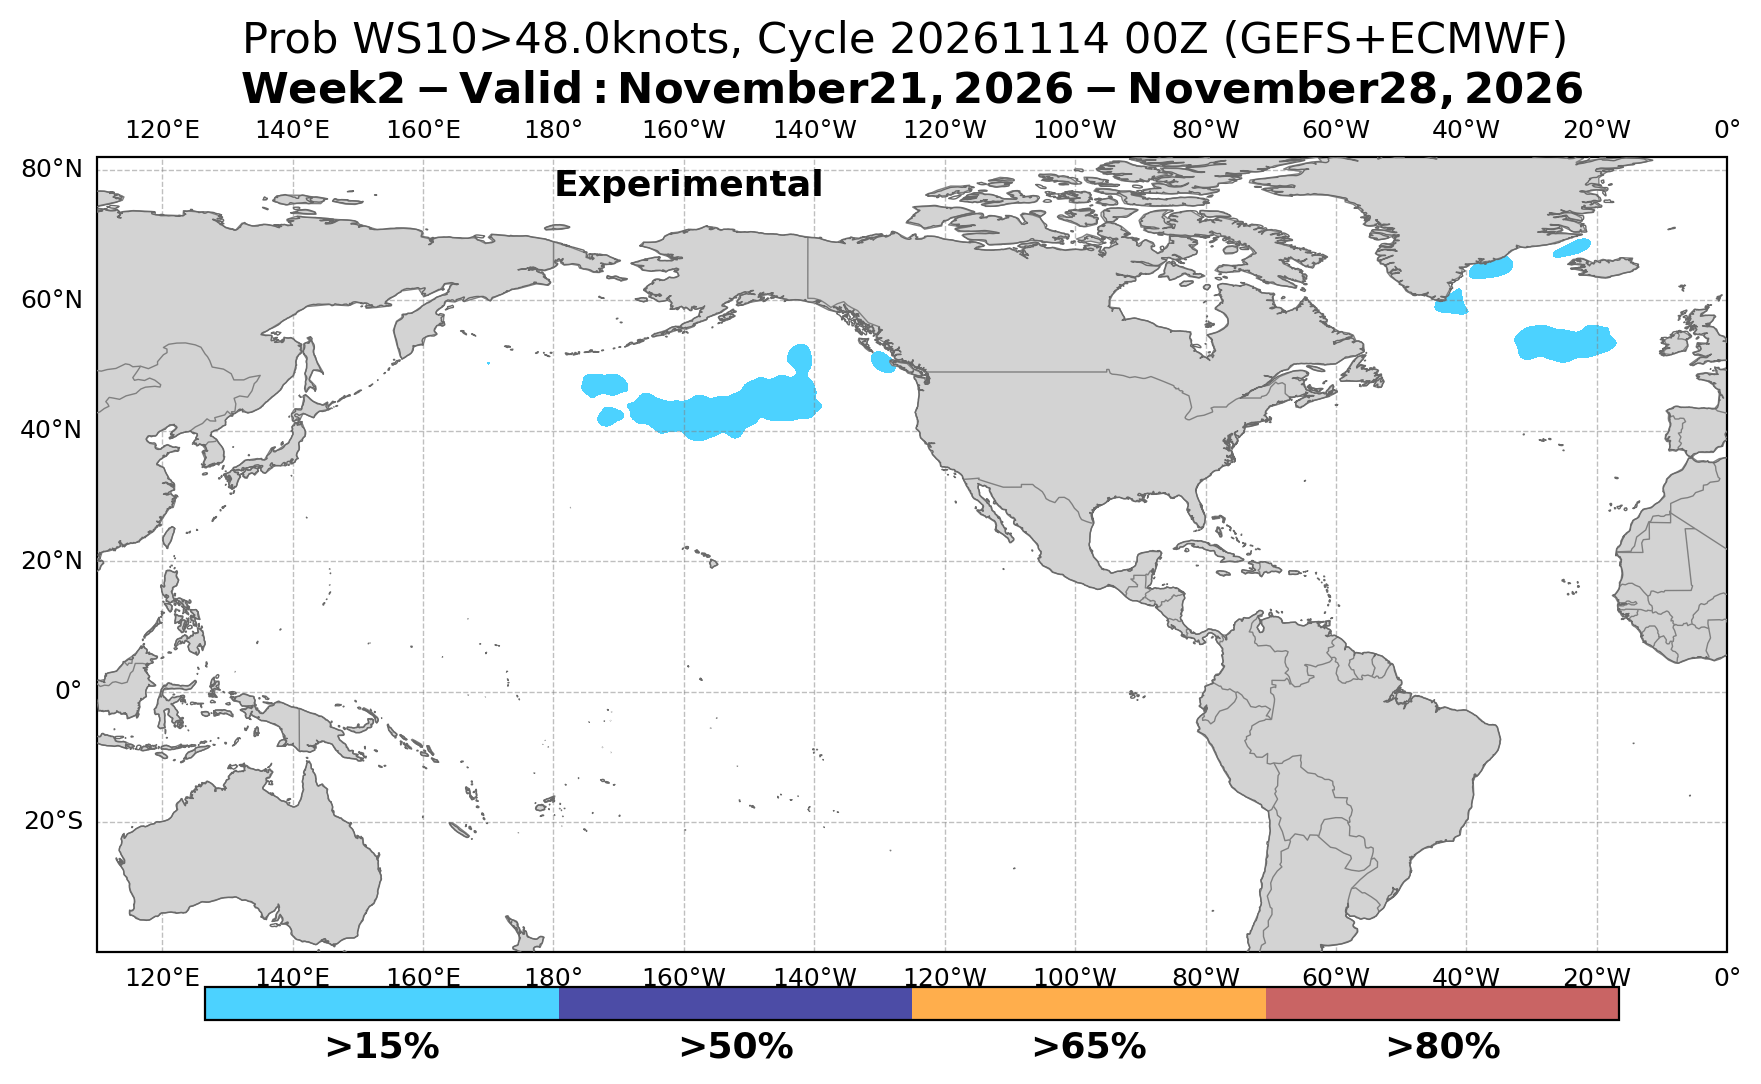 Prob WS10>48.0knots, Cycle 20261114 00Z (GEFS+ECMWF)
Week2 − Valid : November21, 2026 − November28, 2026
120°E 140°E 160°E 180° 160°W 140°W 120°W 100°W 80°W 60°W 40°W 20°W 0°
80°N
Experimental
60°N
40°N
20°N
0°
20°S
120°E 140°E 160°E 180° 160°W 140°W 120°W 100°W 80°W 60°W 40°W 20°W 0°
>15% >50% >65% >80%